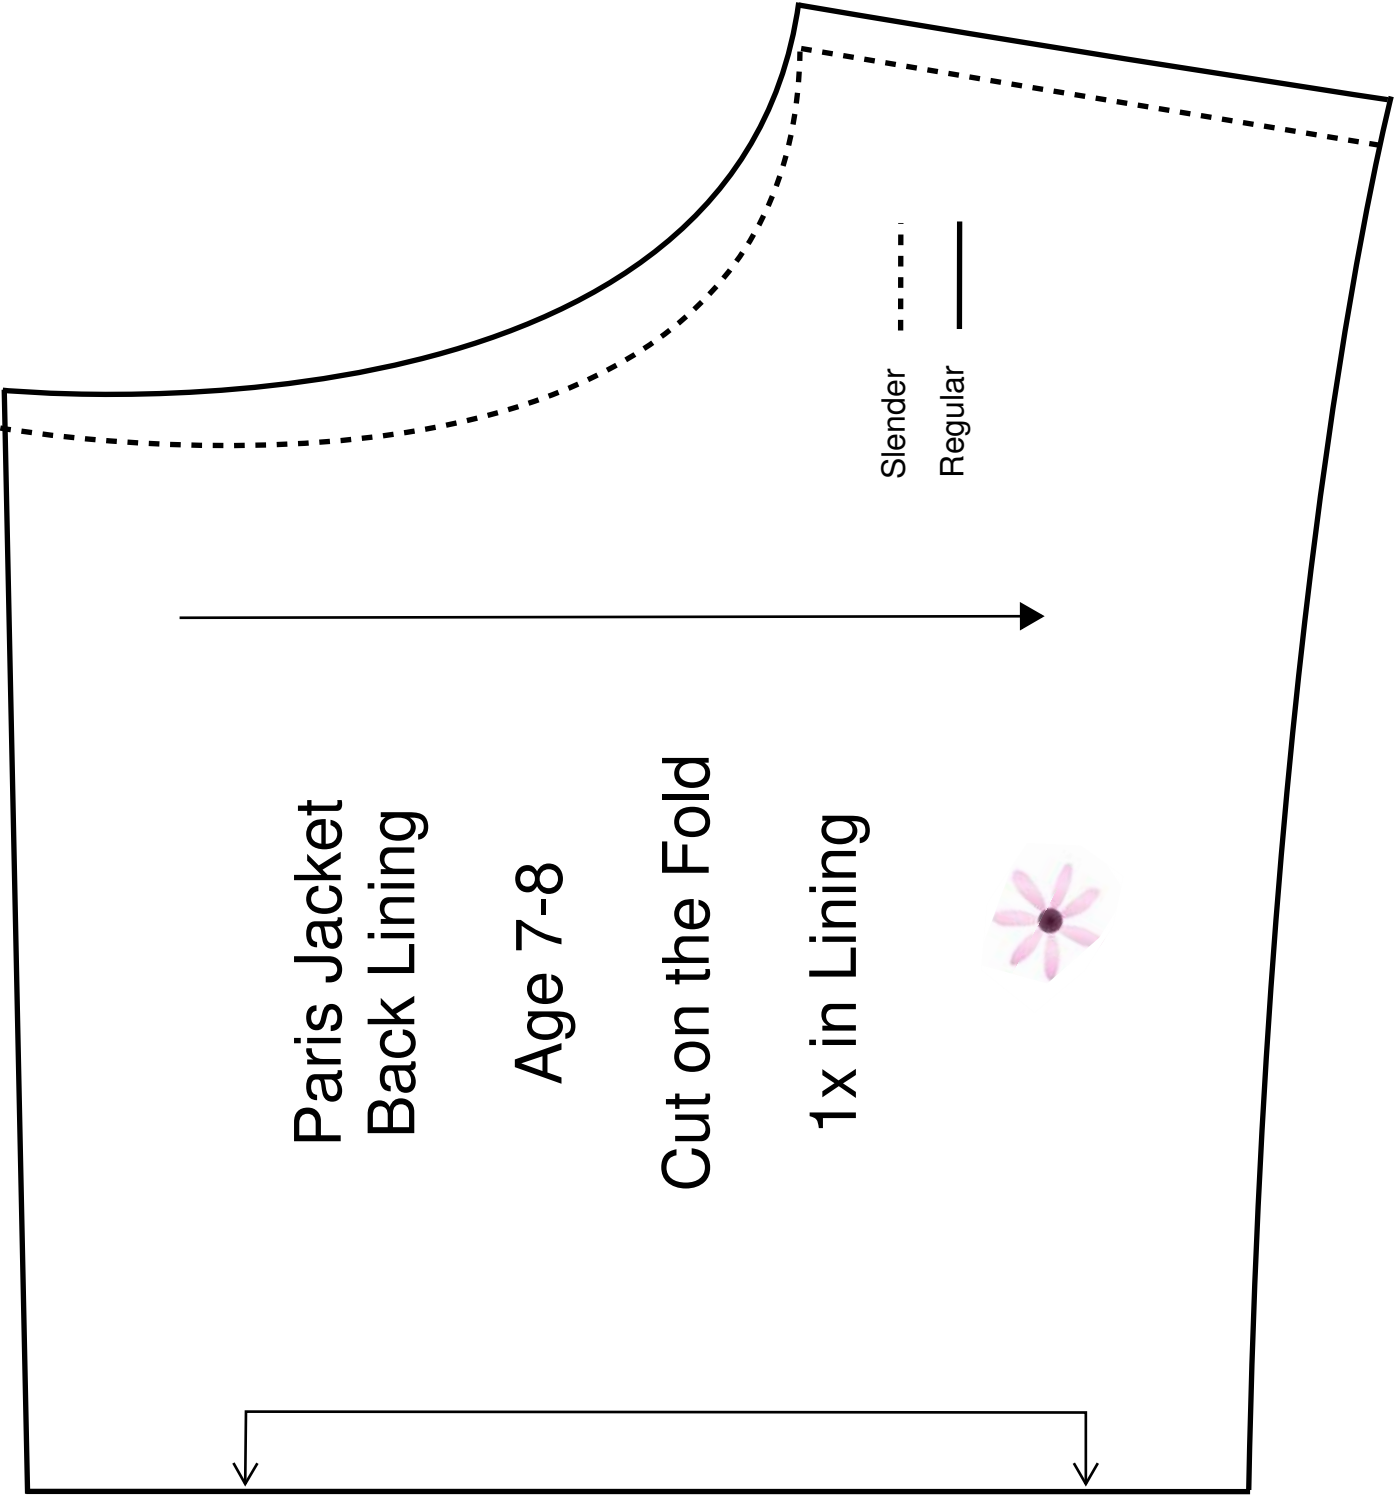 Paris Jacket
Back Lining
Age 7-8
Cut on the Fold
1x in Lining
Slender
Regular